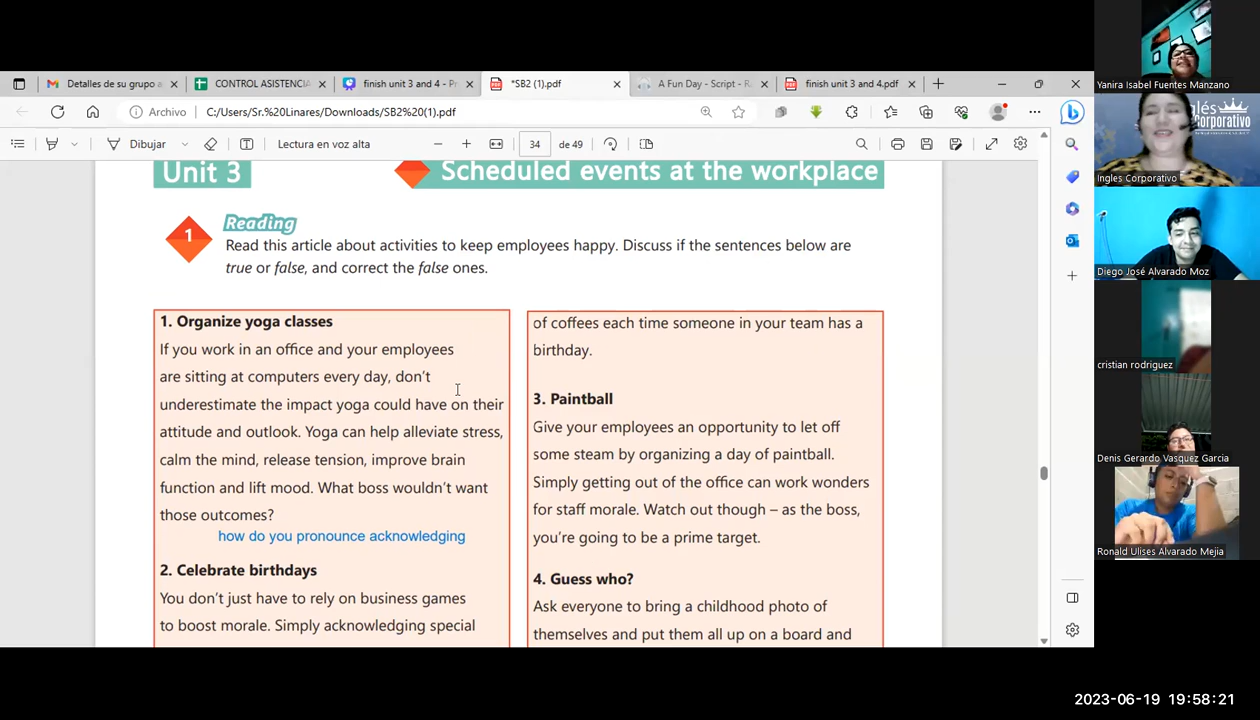 Detalles de su grupo a
CONTROL ASISTENCIA
finish unit 3 and 4 - Pr
*SB2 (1).pdf
A Fun Day - Script - R
finish unit 3 and 4.pdf
Archivo
C:/Users/Sr.%20Linares/Downloads/SB2%20(1).pdf
Dibujar
Lectura en voz alta
34
de 49
Unit 3
Scheduled events at the workplace
1
Reading
Read this article about activities to keep employees happy. Discuss if the sentences below are
true or false, and correct the false ones.
1. Organize yoga classes
If you work in an office and your employees
are sitting at computers every day, don't
underestimate the impact yoga could have on their
attitude and outlook. Yoga can help alleviate stress,
calm the mind, release tension, improve brain
function and lift mood. What boss wouldn't want
those outcomes?
how do you pronounce acknowledging
2. Celebrate birthdays
You don't just have to rely on business games
to boost morale. Simply acknowledging special
of coffees each time someone in your team has a
birthday.
3. Paintball
Give your employees an opportunity to let off
some steam by organizing a day of paintball.
Simply getting out of the office can work wonders
for staff morale. Watch out though – as the boss,
you're going to be a prime target.
4. Guess who?
Ask everyone to bring a childhood photo of
themselves and put them all up on a board and
Yanira Isabel Fuentes Manzano
Corporativo
Ingles Corporativo
Diego José Alvarado Moz
cristian rodriguez
Denis Gerardo Vasquez Garcia
Ronald Ulises Alvarado Mejia
2023-06-19 19:58:21